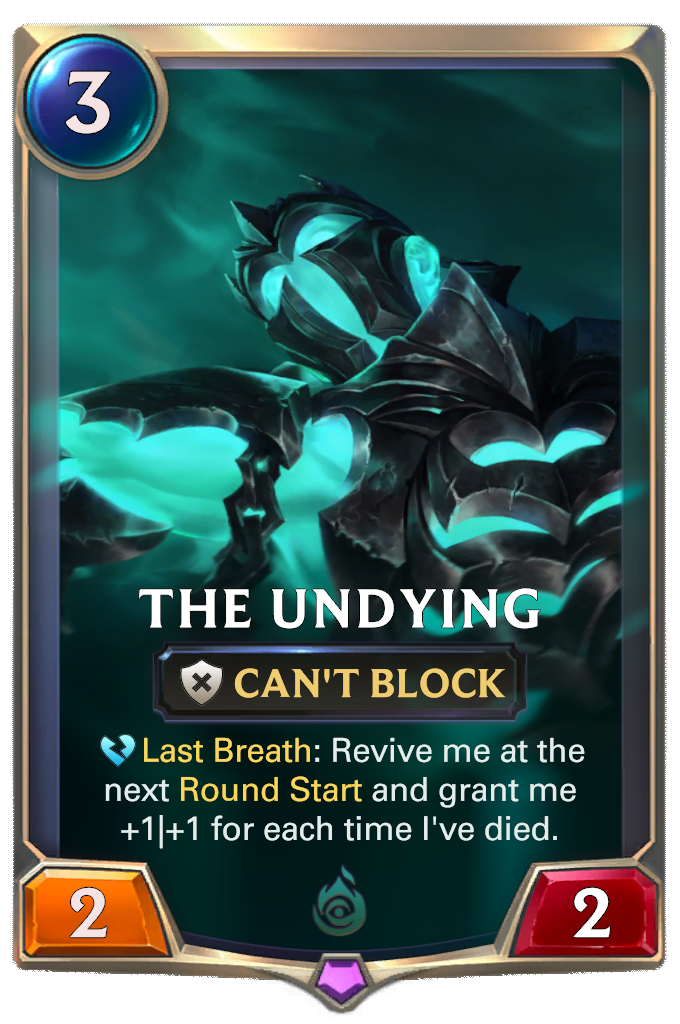 3
THE UNDYING
CAN'T BLOCK
Last Breath: Revive me at the
next Round Start and grant me
+1|+1 for each time I've died.
2
2